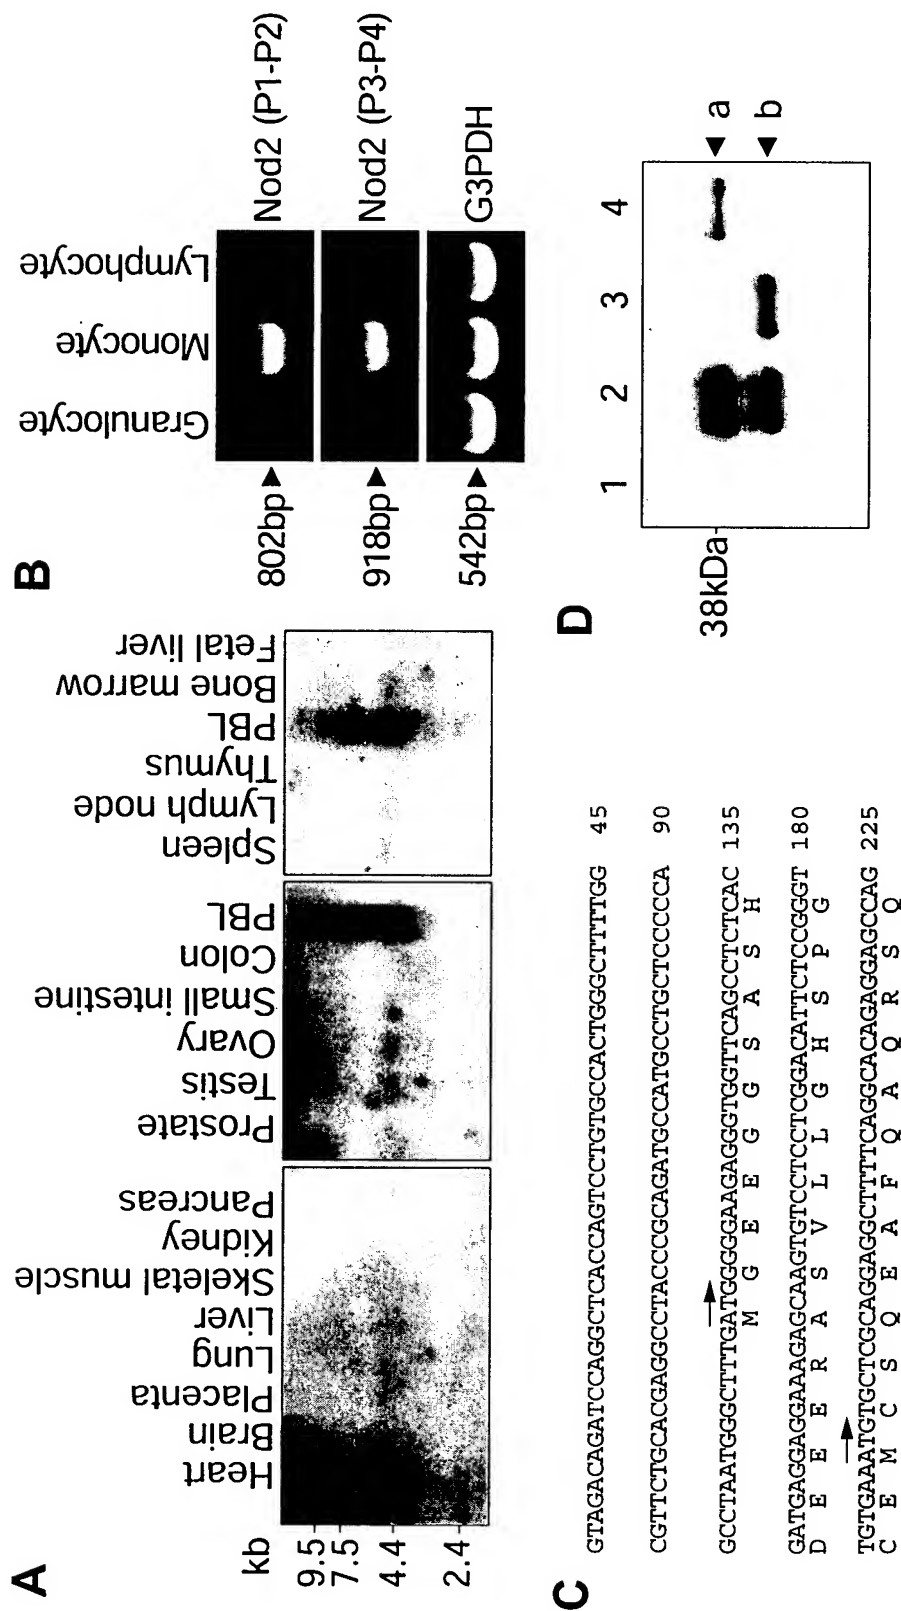 A
Heart
Brain
Placenta
Lung
Liver
Skeletal muscle
Kidney
Pancreas
Prostate
Testis
Ovary
Small intestine
Colon
PBL
Spleen
Lymph node
Thymus
PBL
Bone marrow
Fetal liver
kb
9.5
7.5
4.4
2.4
B
Granulocyte
Monocyte
Lymphocyte
802bp
Nod2 (P1-P2)
918bp
Nod2 (P3-P4)
542bp
G3PDH
C
GTAGACAGATCCAGGCTCACCAGTCCTGTGCCACTGGGCTTTTGG 45
CGTTCTGCACGAGGCCTACCCGCAGATGCCATGCCTGCTCCCCCA 90
GCCTAATGGGCTTTGATGGGGGAAGAGGGTGGTTCAGCCTCTCAC 135
M G E E G G S A S H
GATGAGGAGGAAAGAGCAAGTGTCCTCCTCGGACATTCTCCGGGT 180
D E E E R A S V L L G H S P G
TGTGAAATGTGCTCGCAGGAGGCTTTTCAGGCACAGAGGAGCCAG 225
C E M C S Q E A F Q A Q R S Q
D
1 2 3 4
38kDa
a
b